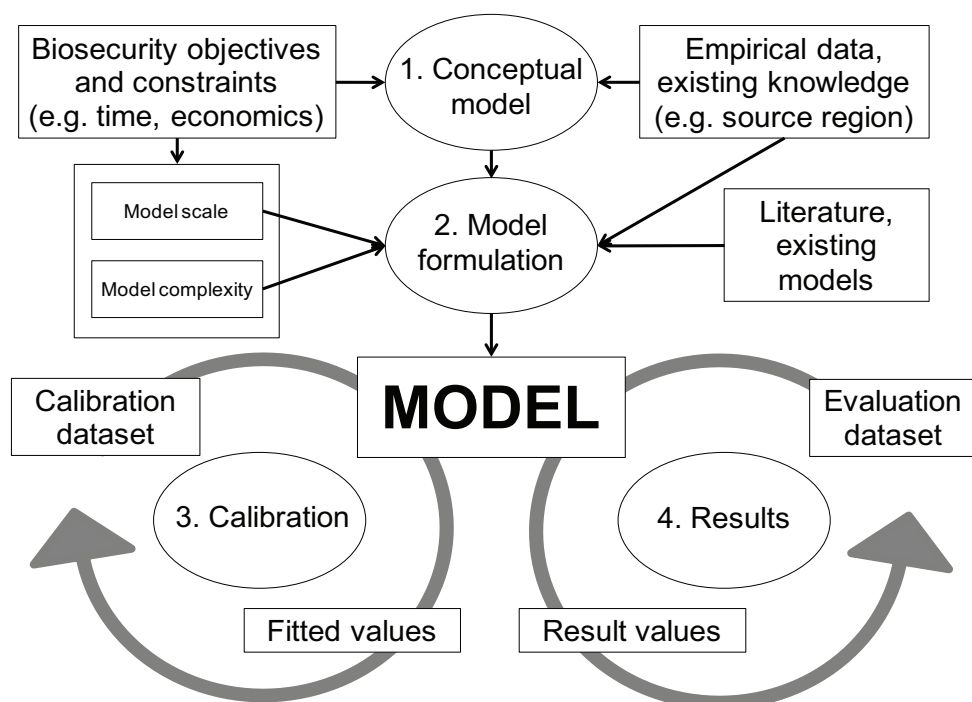 Biosecurity objectives
and constraints
(e.g. time, economics)
1. Conceptual
model
Empirical data,
existing knowledge
(e.g. source region)
Model scale
Model complexity
2. Model
formulation
Literature,
existing
models
MODEL
Calibration
dataset
Evaluation
dataset
3. Calibration
4. Results
Fitted values
Result values